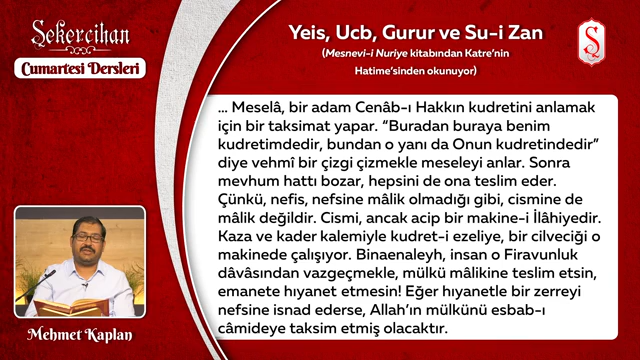 Şekercihan
Cumartesi Dersleri
Yeis, Ucb, Gurur ve Su-i Zan
(Mesnevi-i Nuriye kitabından Katre'nin
Hatime'sinden okunuyor)
Ş
... Meselâ, bir adam Cenâb-ı Hakkın kudretini anlamak
için bir taksimat yapar. “Buradan buraya benim
kudretimdedir, bundan o yanı da Onun kudretindedir”
diye vehmî bir çizgi çizmekle meseleyi anlar. Sonra
mevhum hattı bozar, hepsini de ona teslim eder.
Çünkü, nefis, nefsine mâlik olmadığı gibi, cismine de
mâlik değildir. Cismi, ancak acip bir makine-i İlâhiyedir.
Kaza ve kader kalemiyle kudret-i ezeliye, bir cilveciği o
makinede çalışıyor. Binaenaleyh, insan o Firavunluk
dâvâsından vazgeçmekle, mülkü mâlikine teslim etsin,
emanete hıyanet etmesin! Eğer hıyanetle bir zerreyi
nefsine isnad ederse, Allah'ın mülkünü esbab-ı
câmideye taksim etmiş olacaktır.
Mehmet Kaplan